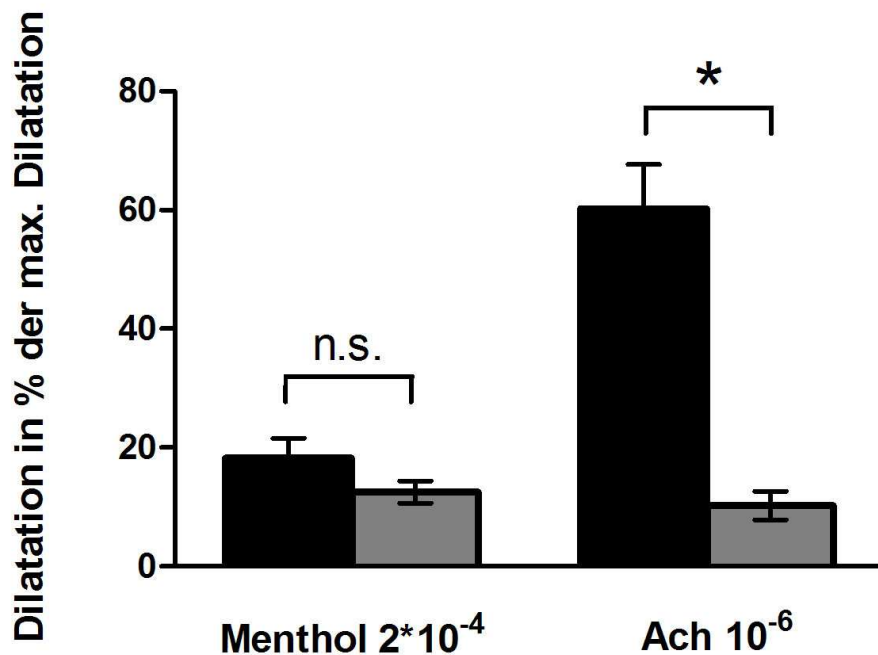 Dilatation in % der max. Dilatation
80
60
40
20
0
n.s.
*
Menthol 2*10⁻⁴
Ach 10⁻⁶